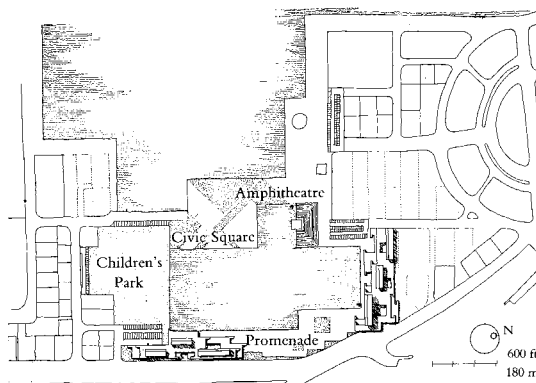 Amphitheatre
Civic Square
Children's
Park
Promenade
N
600 ft
180 m